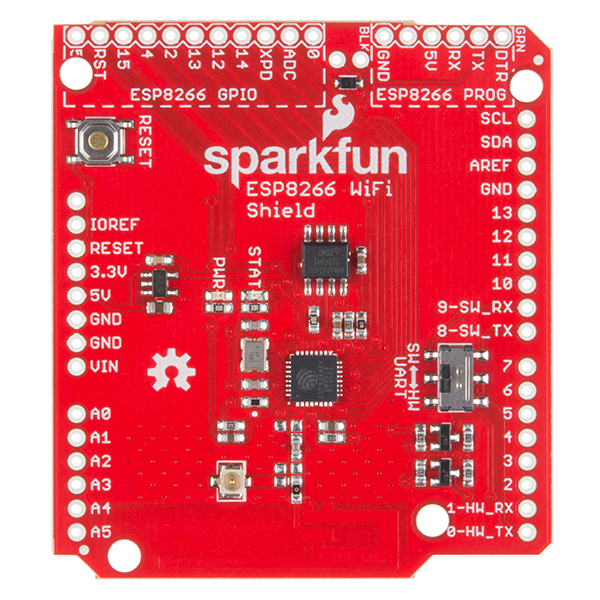 5 RST 15 4 2 13 12 14 XPD ADC 0
BLK
GRN
GND 5V RX TX DTR
ESP8266 GPIO
ESP8266 PROG
RESET
sparkfun
ESP8266 WiFi
Shield
SCL
SDA
AREF
GND
13
12
11
10
9-SW_RX
8-SW_TX
IOREF
RESET
3.3V
5V
GND
GND
VIN
PWR
STAT
SW↔HW
UART
7
6
5
4
3
2
1-HW_RX
0-HW_TX
A0
A1
A2
A3
A4
A5